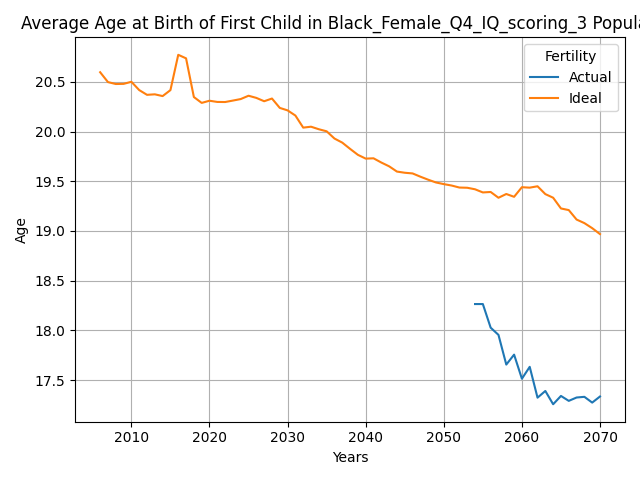 Average Age at Birth of First Child in Black_Female_Q4_IQ_scoring_3 Popula
Fertility
Actual
Ideal
20.5
20.0
19.5
19.0
18.5
18.0
17.5
Age
2010 2020 2030 2040 2050 2060 2070
Years